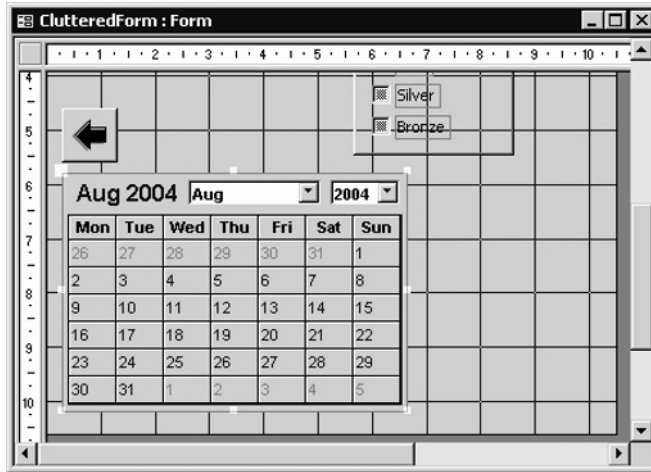 ClutteredForm : Form
1 2 3 4 5 6 7 8 9 10
4
Silver
Bronze
5
6
Aug 2004 Aug 2004
Mon Tue Wed Thu Fri Sat Sun
26 27 28 29 30 31 1
7
2 3 4 5 6 7 8
8
9 10 11 12 13 14 15
16 17 18 19 20 21 22
9
23 24 25 26 27 28 29
30 31 1 2 3 4 5
10